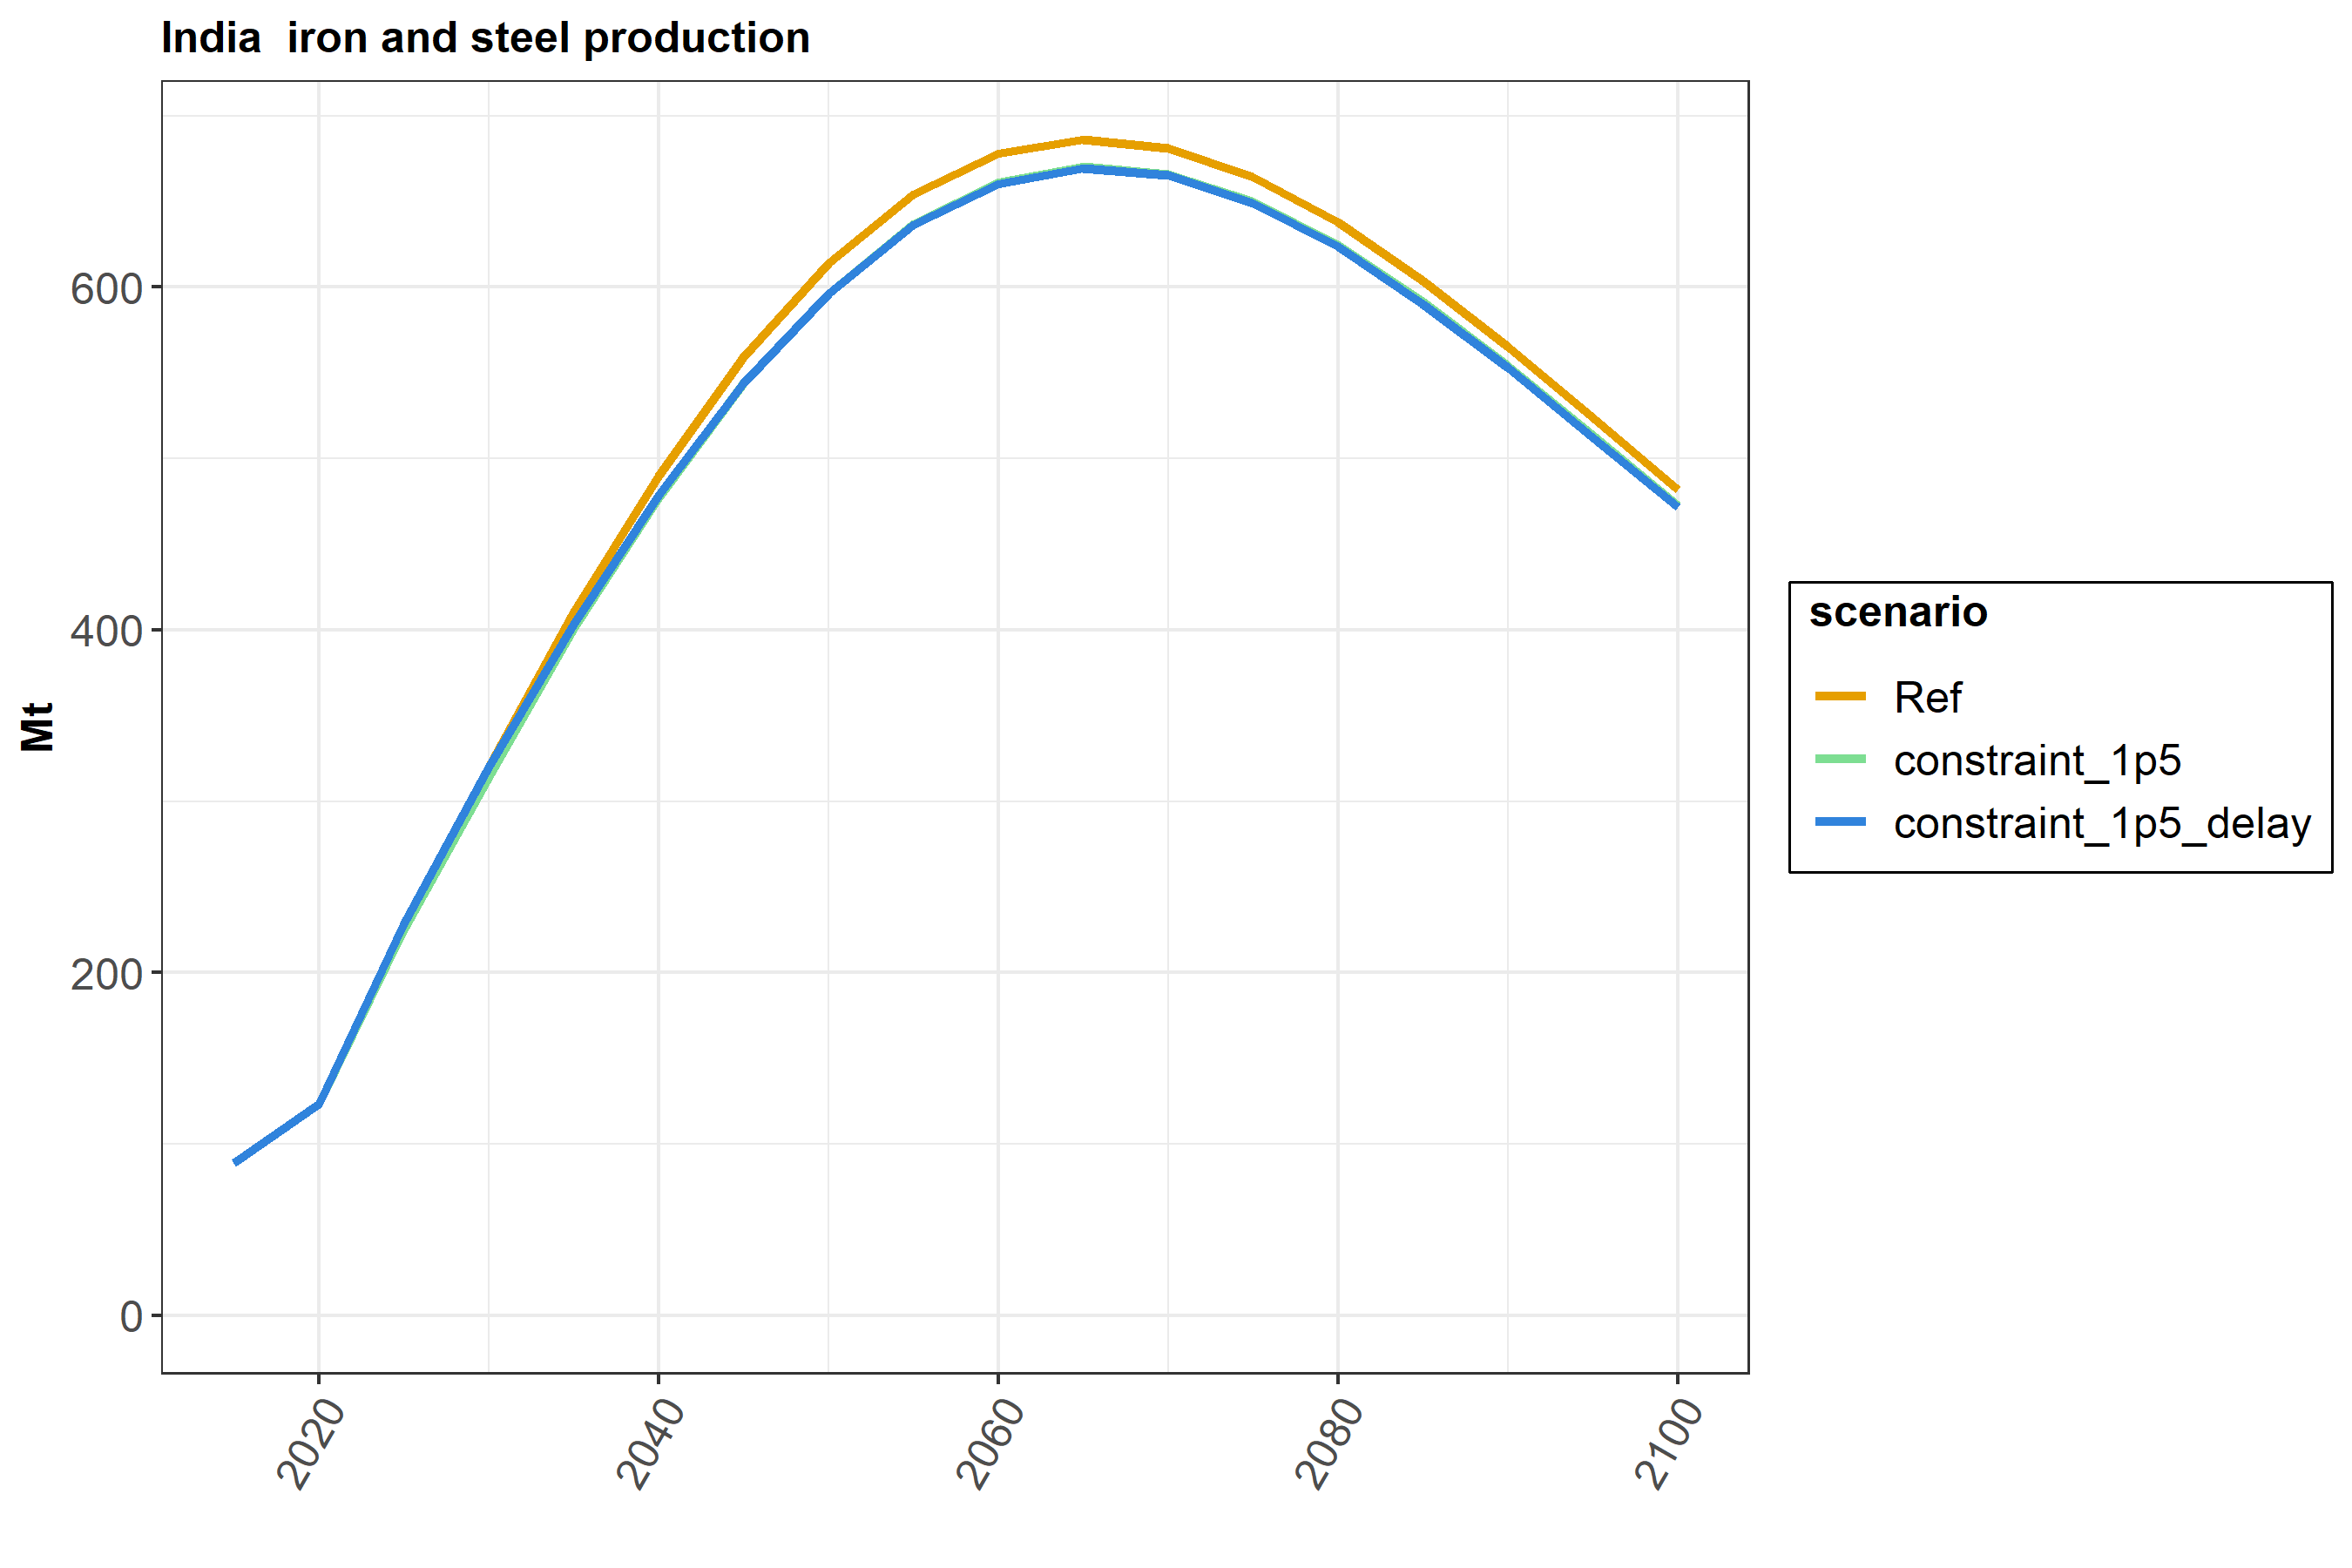 India  iron and steel production
Mt
600
400
200
0
2020
2040
2060
2080
2100
scenario
Ref
constraint_1p5
constraint_1p5_delay